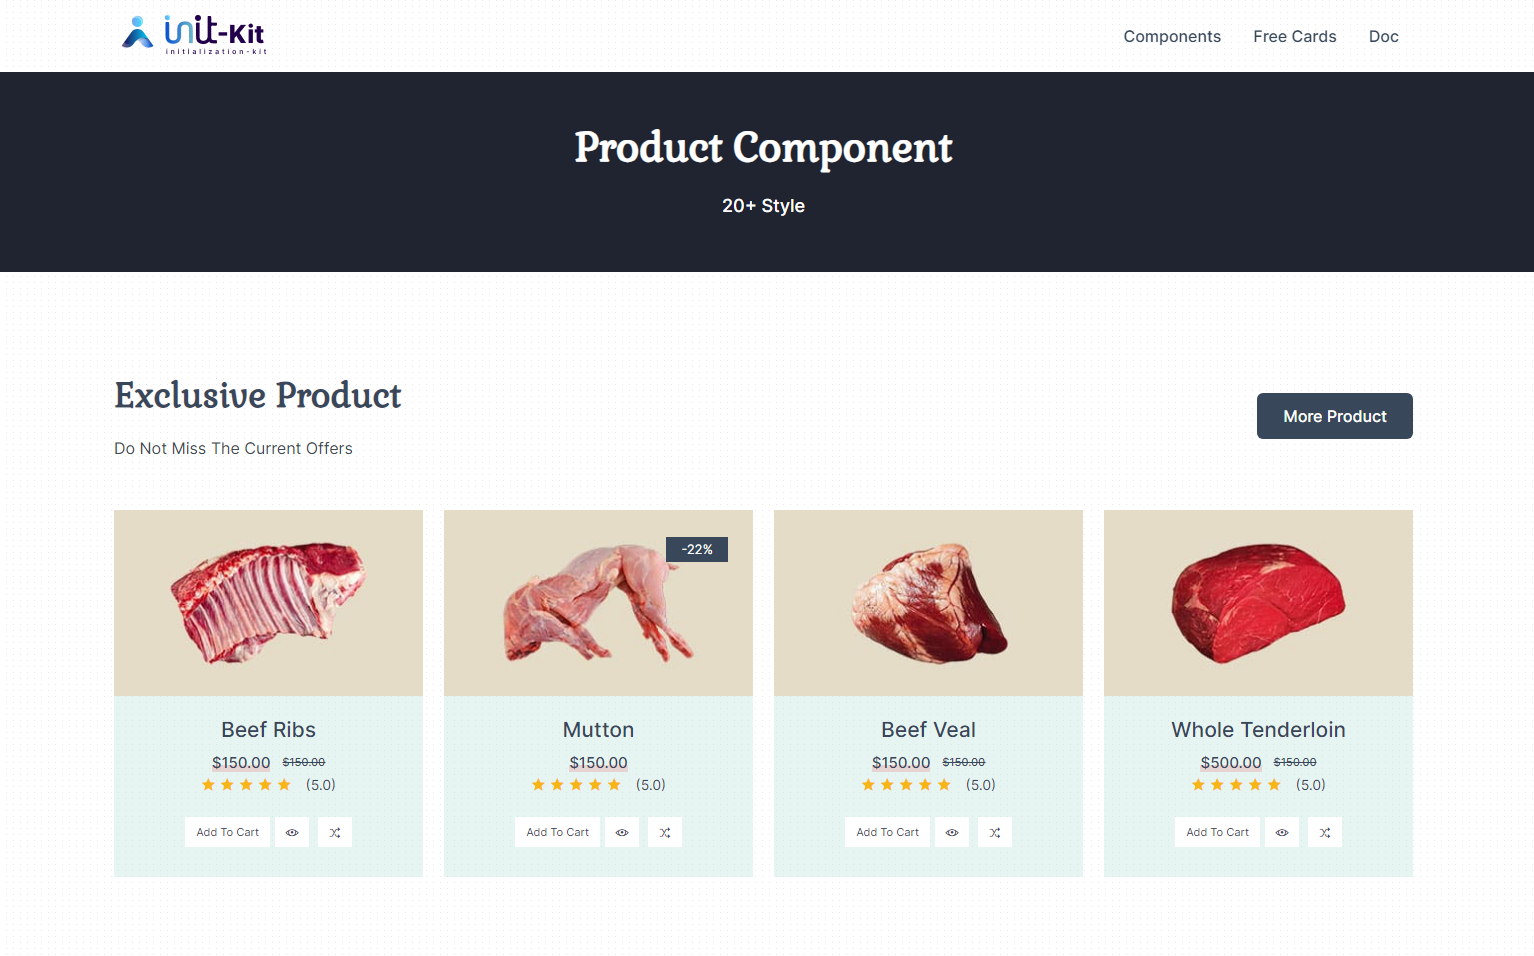 init-Kit
initialization-kit
Components Free Cards Doc
Product Component
20+ Style
Exclusive Product
Do Not Miss The Current Offers
More Product
-22%
Beef Ribs
$150.00 $150.00
(5.0)
Add To Cart
Mutton
$150.00
(5.0)
Add To Cart
Beef Veal
$150.00 $150.00
(5.0)
Add To Cart
Whole Tenderloin
$500.00 $150.00
(5.0)
Add To Cart